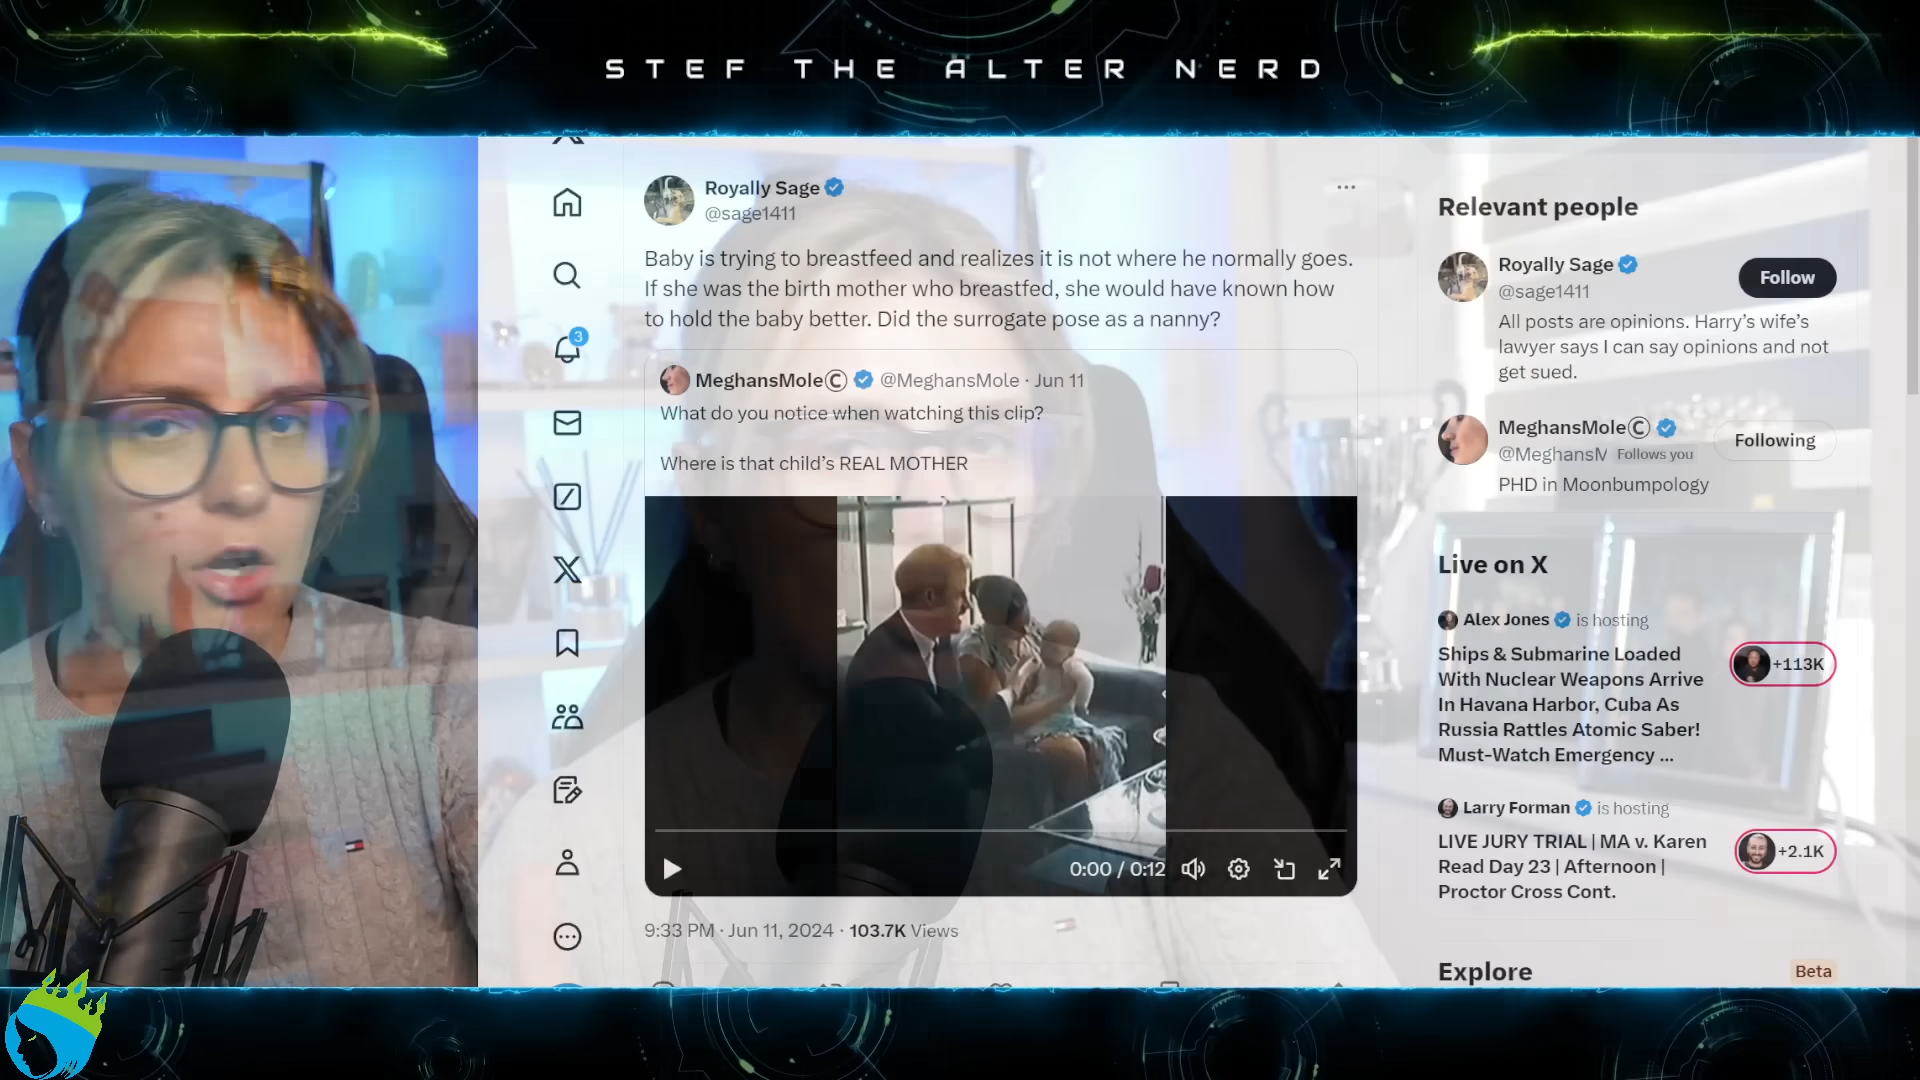 STEF THE ALTER NERD
Royally Sage
@sage1411
Baby is trying to breastfeed and realizes it is not where he normally goes.
If she was the birth mother who breastfed, she would have known how
to hold the baby better. Did the surrogate pose as a nanny?
3
MeghansMole© @MeghansMole · Jun 11
What do you notice when watching this clip?
Where is that child’s REAL MOTHER
0:00 / 0:12
9:33 PM · Jun 11, 2024 · 103.7K Views
Relevant people
Royally Sage
@sage1411
Follow
All posts are opinions. Harry’s wife’s
lawyer says I can say opinions and not
get sued.
MeghansMole©
@MeghansM Follows you
Following
PHD in Moonbumpology
Live on X
Alex Jones is hosting
Ships & Submarine Loaded
With Nuclear Weapons Arrive
In Havana Harbor, Cuba As
Russia Rattles Atomic Saber!
Must-Watch Emergency ...
+113K
Larry Forman is hosting
LIVE JURY TRIAL | MA v. Karen
Read Day 23 | Afternoon |
Proctor Cross Cont.
+2.1K
Explore
Beta